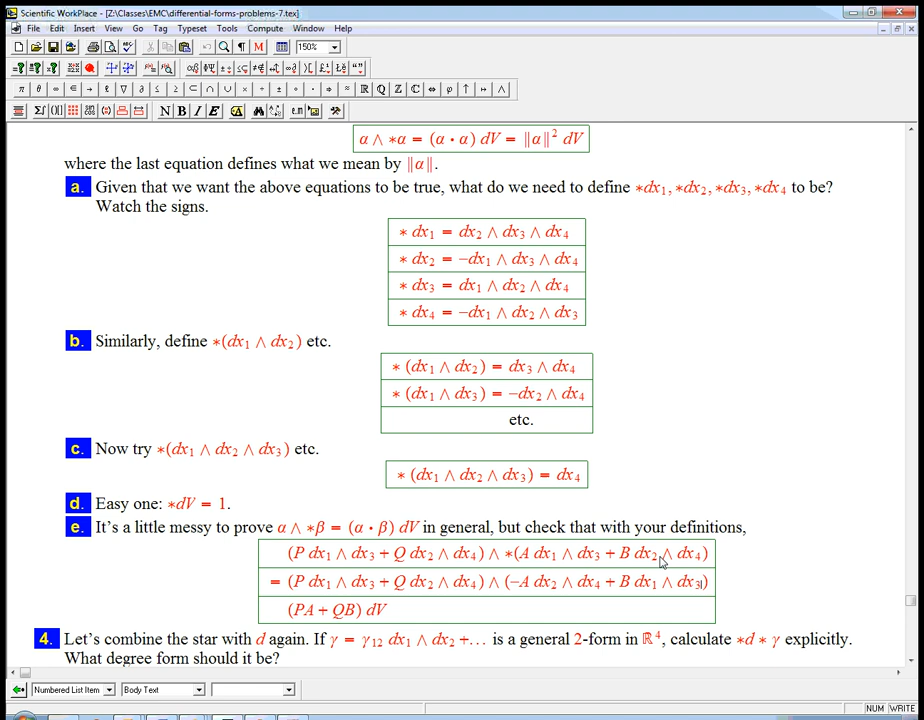 Scientific WorkPlace - [Z:\Classes\EMC\differential-forms-problems-7.tex]
File Edit Insert View Go Tag Typeset Tools Compute Window Help
150%
N B I E
α ∧ *α = (α · α) dV = ‖α‖² dV
where the last equation defines what we mean by ‖α‖.
a. Given that we want the above equations to be true, what do we need to define *dx₁, *dx₂, *dx₃, *dx₄ to be?
Watch the signs.
* dx₁ = dx₂ ∧ dx₃ ∧ dx₄
* dx₂ = −dx₁ ∧ dx₃ ∧ dx₄
* dx₃ = dx₁ ∧ dx₂ ∧ dx₄
* dx₄ = −dx₁ ∧ dx₂ ∧ dx₃
b. Similarly, define *(dx₁ ∧ dx₂) etc.
* (dx₁ ∧ dx₂) = dx₃ ∧ dx₄
* (dx₁ ∧ dx₃) = −dx₂ ∧ dx₄
etc.
c. Now try *(dx₁ ∧ dx₂ ∧ dx₃) etc.
* (dx₁ ∧ dx₂ ∧ dx₃) = dx₄
d. Easy one: *dV = 1.
e. It's a little messy to prove α ∧ *β = (α · β) dV in general, but check that with your definitions,
(P dx₁ ∧ dx₃ + Q dx₂ ∧ dx₄) ∧ *(A dx₁ ∧ dx₃ + B dx₂ ∧ dx₄)
= (P dx₁ ∧ dx₃ + Q dx₂ ∧ dx₄) ∧ (−A dx₂ ∧ dx₄ + B dx₁ ∧ dx₃)
(PA + QB) dV
4. Let's combine the star with d again. If γ = γ₁₂ dx₁ ∧ dx₂ +... is a general 2-form in ℝ⁴, calculate *d * γ explicitly.
What degree form should it be?
Numbered List Item Body Text
NUM WRITE